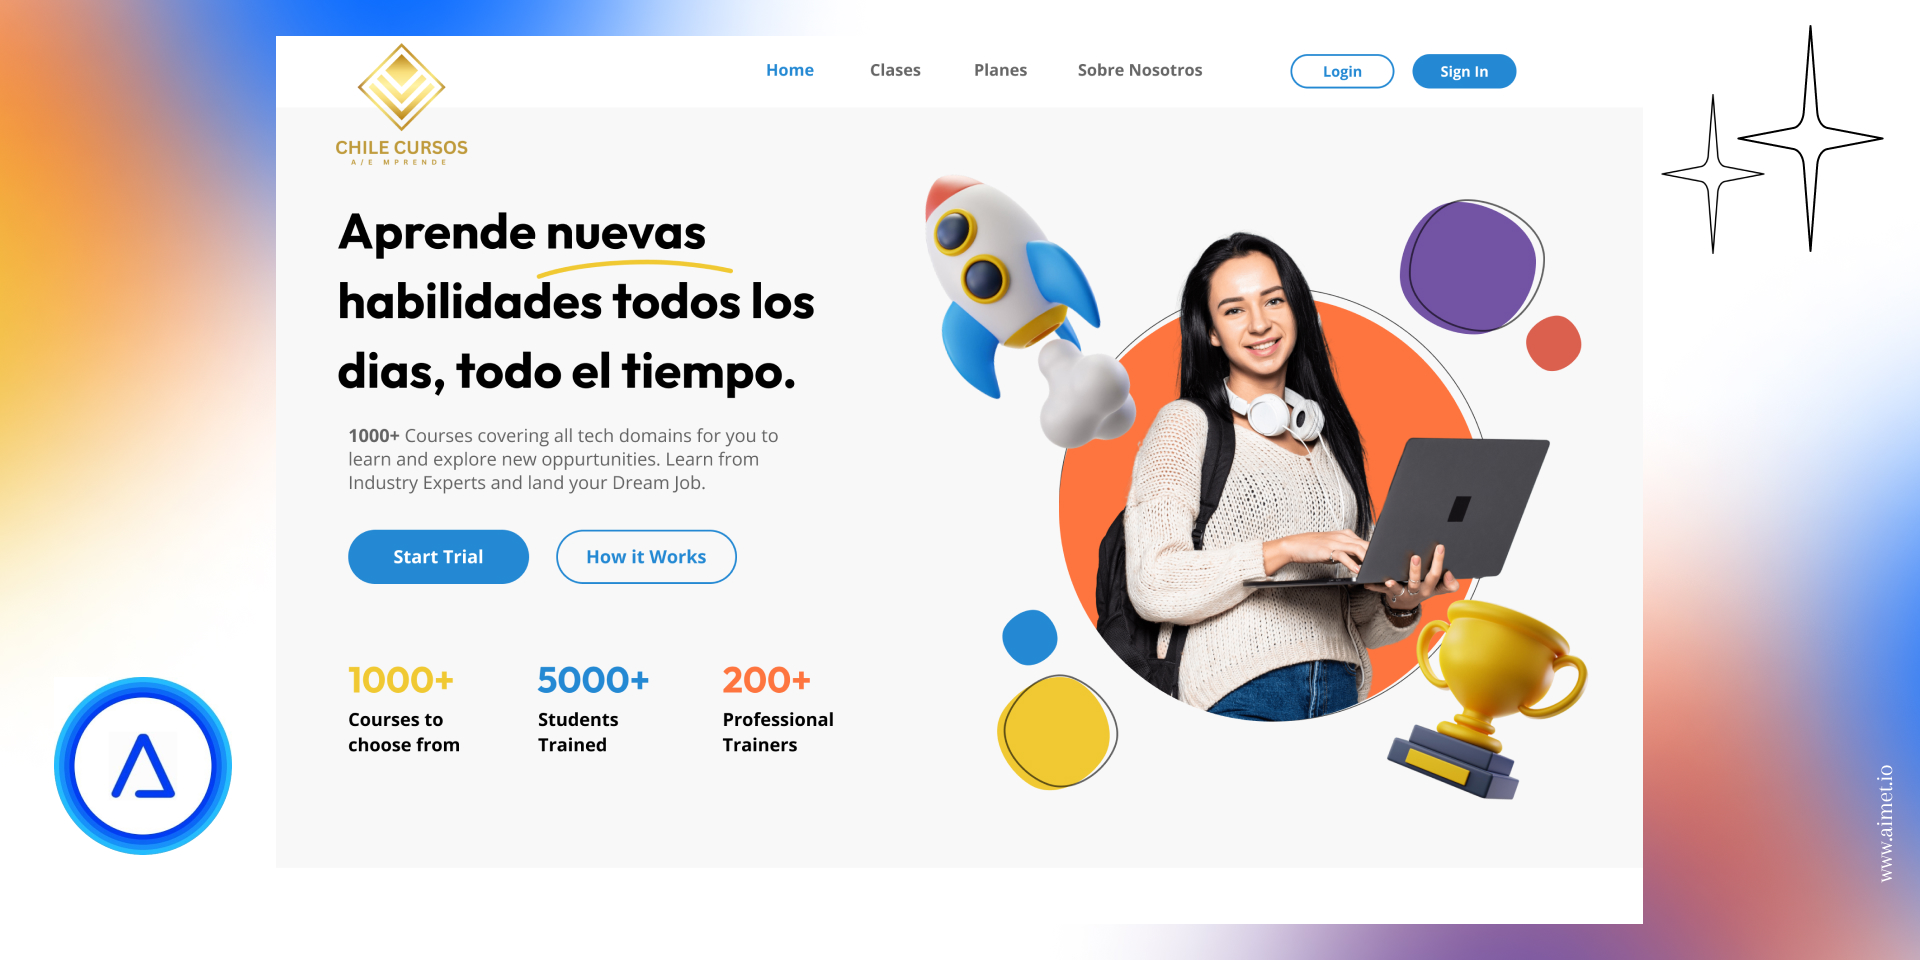 CHILE CURSOS
A/E MPRENDE
Home Clases Planes Sobre Nosotros Login Sign In
Aprende nuevas
habilidades todos los
dias, todo el tiempo.
1000+ Courses covering all tech domains for you to
learn and explore new oppurtunities. Learn from
Industry Experts and land your Dream Job.
Start Trial How it Works
1000+
Courses to
choose from
5000+
Students
Trained
200+
Professional
Trainers
www.aimet.io